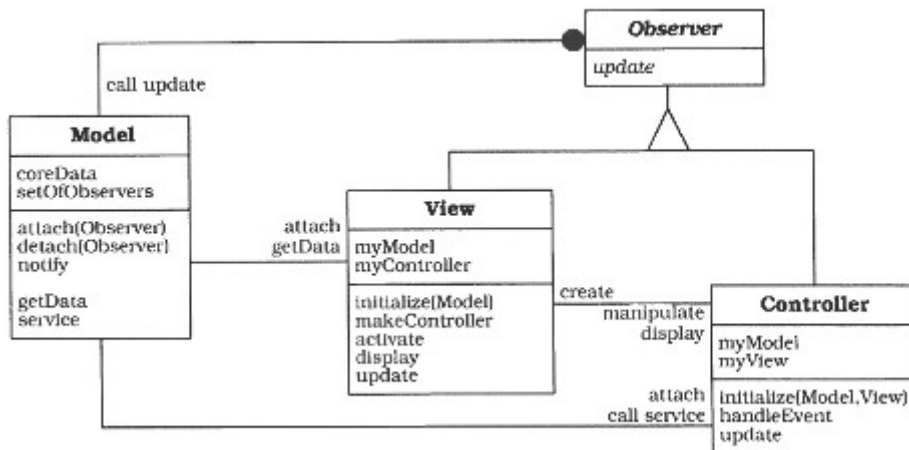 Observer
update
call update
Model
coreData
setOfObservers
attach(Observer)
detach(Observer)
notify
getData
service
attach
getData
View
myModel
myController
initialize(Model)
makeController
activate
display
update
create
manipulate
display
Controller
myModel
myView
initialize(Model,View)
handleEvent
update
attach
call service